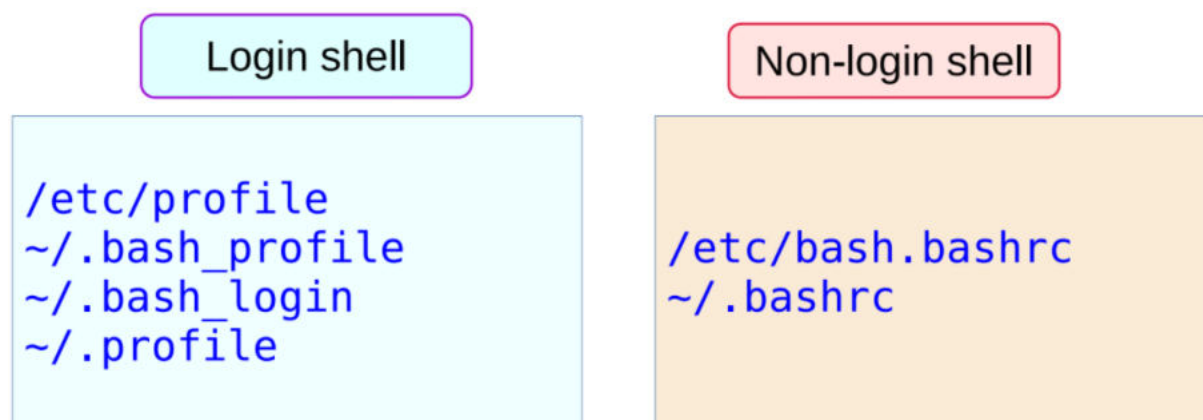 Login shell
/etc/profile
~/.bash_profile
~/.bash_login
~/.profile
Non-login shell
/etc/bash.bashrc
~/.bashrc